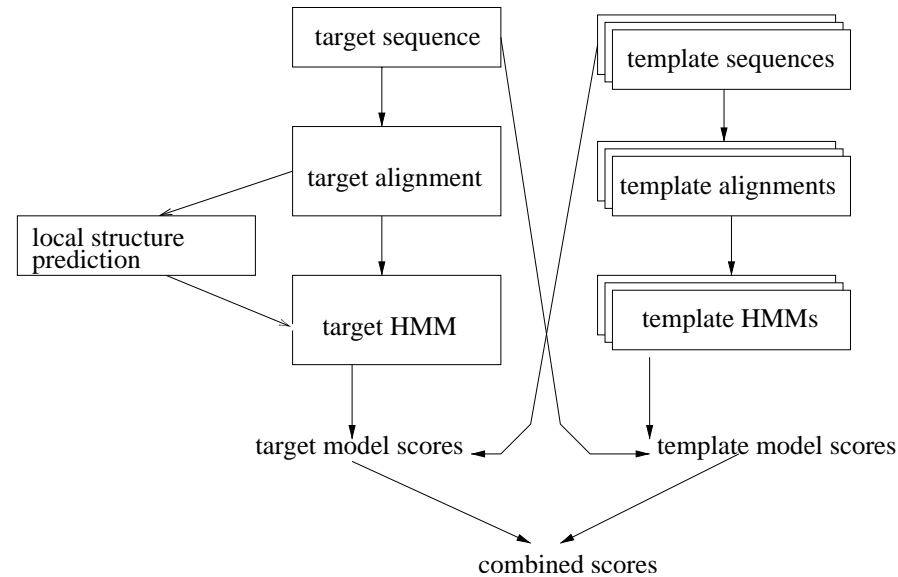 target sequence
template sequences
target alignment
template alignments
local structure
prediction
target HMM
template HMMs
target model scores
template model scores
combined scores